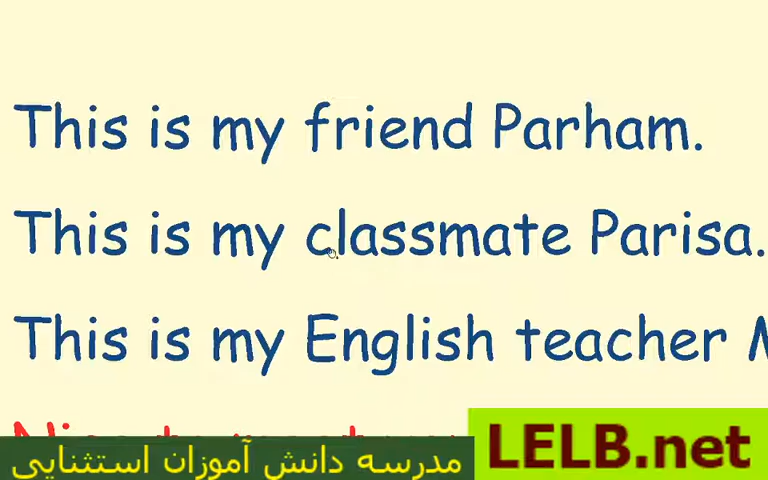 This is my friend Parham.
This is my classmate Parisa.
This is my English teacher
LELB.net
مدرسه دانش آموزان استثنایی